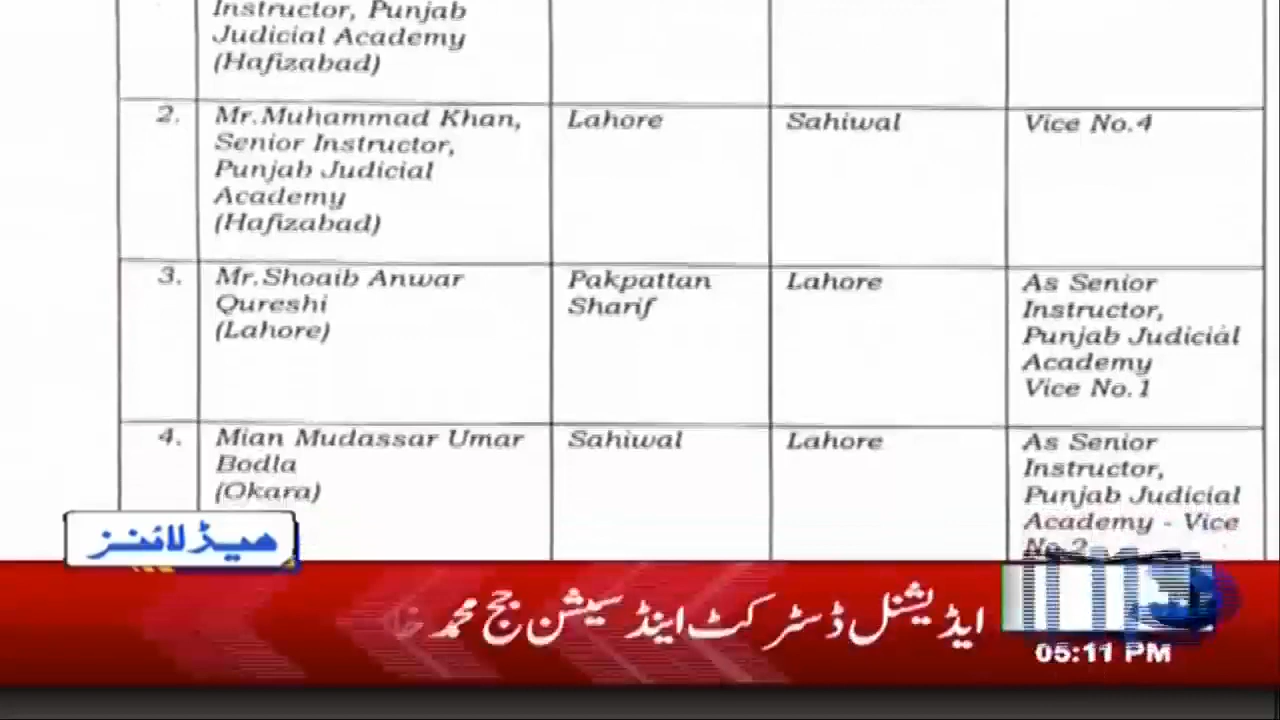 Instructor, Punjab
Judicial Academy
(Hafizabad)
2.
Mr.Muhammad Khan,
Senior Instructor,
Punjab Judicial
Academy
(Hafizabad)
Lahore
Sahiwal
Vice No.4
3.
Mr.Shoaib Anwar
Qureshi
(Lahore)
Pakpattan
Sharif
Lahore
As Senior
Instructor,
Punjab Judicial
Academy
Vice No.1
4.
Mian Mudassar Umar
Bodla
(Okara)
Sahiwal
Lahore
As Senior
Instructor,
Punjab Judicial
Academy - Vice
No.2
ہیڈلائنز
ایڈیشنل ڈسٹرکٹ اینڈ سیشن جج محمد
05:11 PM